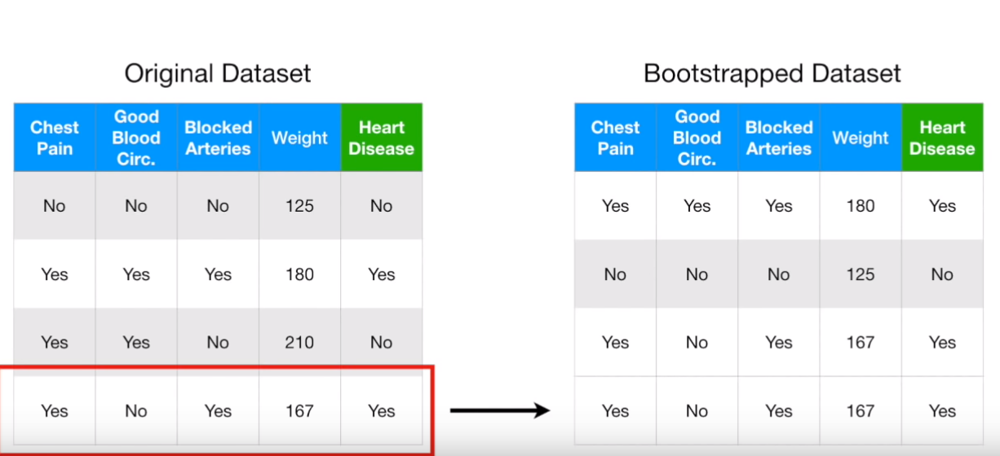 Original Dataset
Chest Pain Good Blood Circ. Blocked Arteries Weight Heart Disease
No No No 125 No
Yes Yes Yes 180 Yes
Yes Yes No 210 No
Yes No Yes 167 Yes
Bootstrapped Dataset
Chest Pain Good Blood Circ. Blocked Arteries Weight Heart Disease
Yes Yes Yes 180 Yes
No No No 125 No
Yes No Yes 167 Yes
Yes No Yes 167 Yes